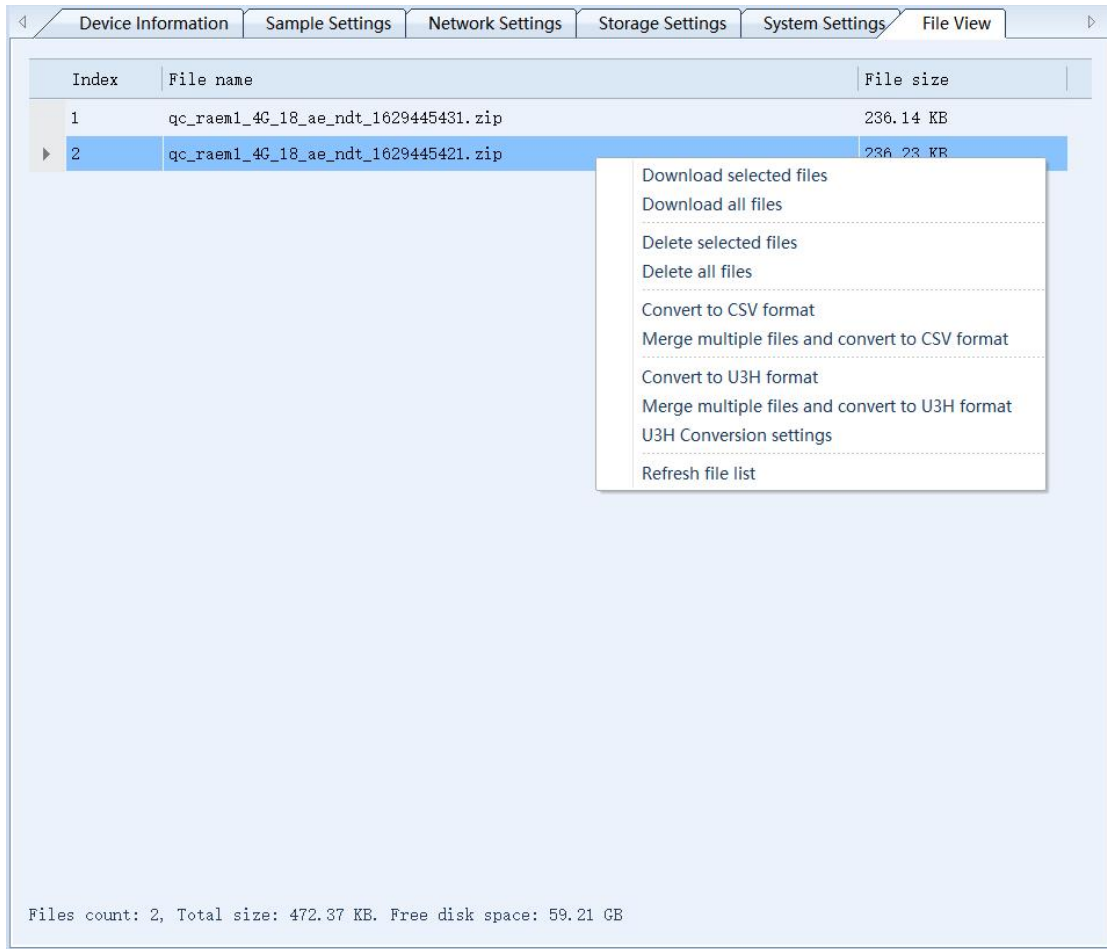 Device Information Sample Settings Network Settings Storage Settings System Settings File View
Index File name File size
1 qc_raem1_4G_18_ae_ndt_1629445431.zip 236.14 KB
2 qc_raem1_4G_18_ae_ndt_1629445421.zip 236.23 KB
Download selected files
Download all files
Delete selected files
Delete all files
Convert to CSV format
Merge multiple files and convert to CSV format
Convert to U3H format
Merge multiple files and convert to U3H format
U3H Conversion settings
Refresh file list
Files count: 2, Total size: 472.37 KB. Free disk space: 59.21 GB